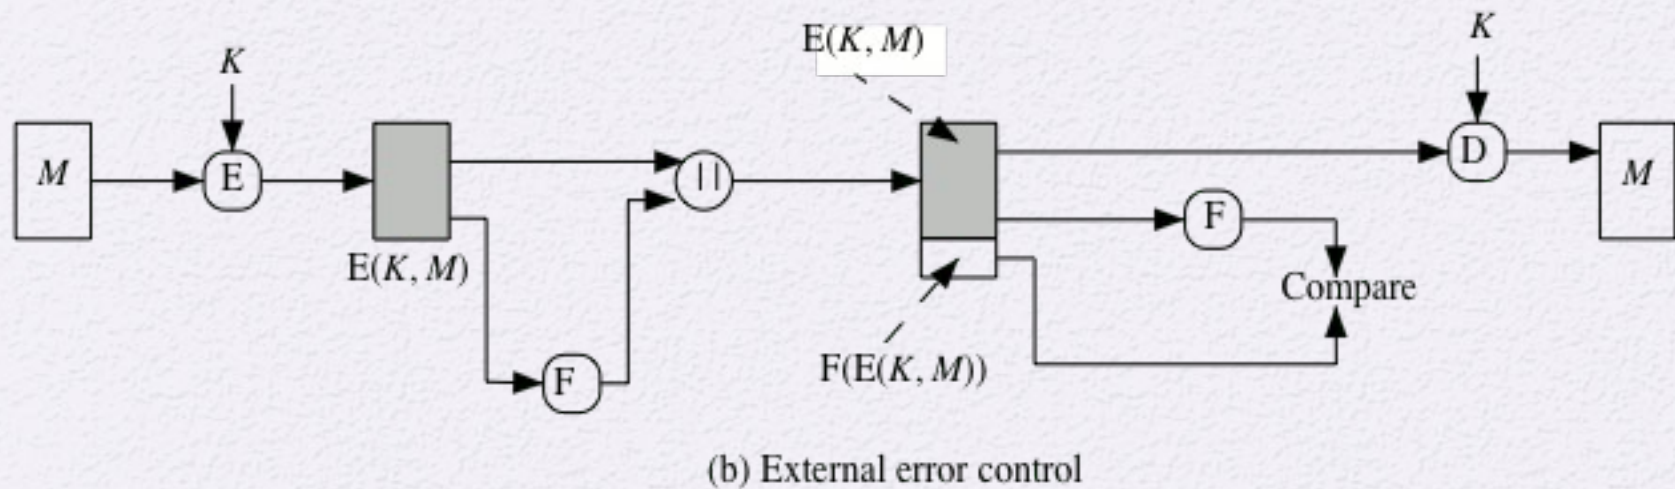 M
K
E
E(K, M)
F
||
E(K, M)
F(E(K, M))
F
Compare
K
D
M
(b) External error control